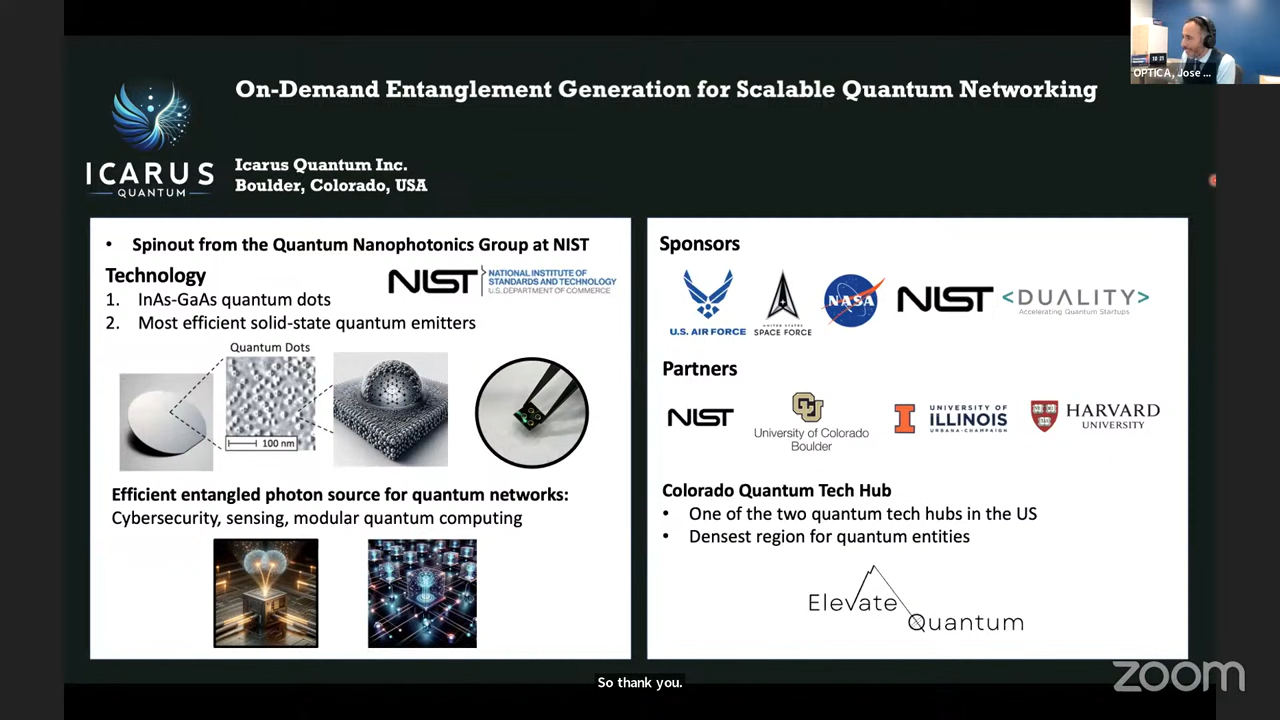 OPTICA, Jose ...
On-Demand Entanglement Generation for Scalable Quantum Networking
ICARUS
QUANTUM
Icarus Quantum Inc.
Boulder, Colorado, USA
• Spinout from the Quantum Nanophotonics Group at NIST
Technology
NIST
NATIONAL INSTITUTE OF
STANDARDS AND TECHNOLOGY
U.S. DEPARTMENT OF COMMERCE
1. InAs-GaAs quantum dots
2. Most efficient solid-state quantum emitters
Quantum Dots
100 nm
Efficient entangled photon source for quantum networks:
Cybersecurity, sensing, modular quantum computing
Sponsors
U.S. AIR FORCE
UNITED STATES
SPACE FORCE
NASA
NIST
<DUALITY>
Accelerating Quantum Startups
Partners
NIST
CU
University of Colorado
Boulder
I
UNIVERSITY OF
ILLINOIS
URBANA-CHAMPAIGN
HARVARD
UNIVERSITY
Colorado Quantum Tech Hub
• One of the two quantum tech hubs in the US
• Densest region for quantum entities
Elevate
Quantum
So thank you.
zoom